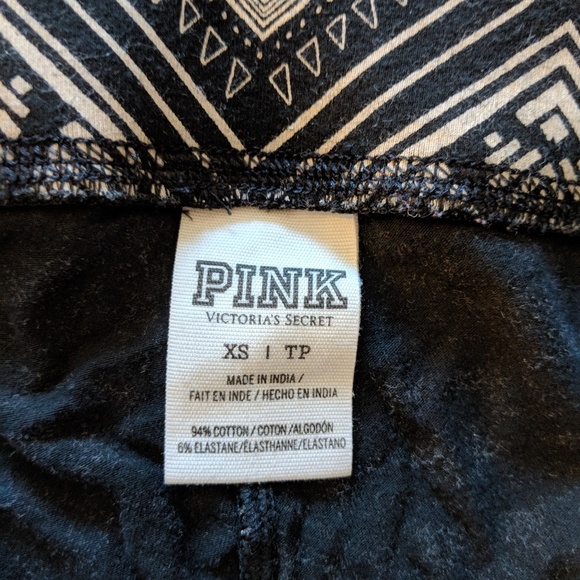 PINK
VICTORIA'S SECRET
XS | TP
MADE IN INDIA /
FAIT EN INDE / HECHO EN INDIA
94% COTTON / COTON / ALGODÓN
6% ELASTANE/ÉLASTHANNE/ELASTANO